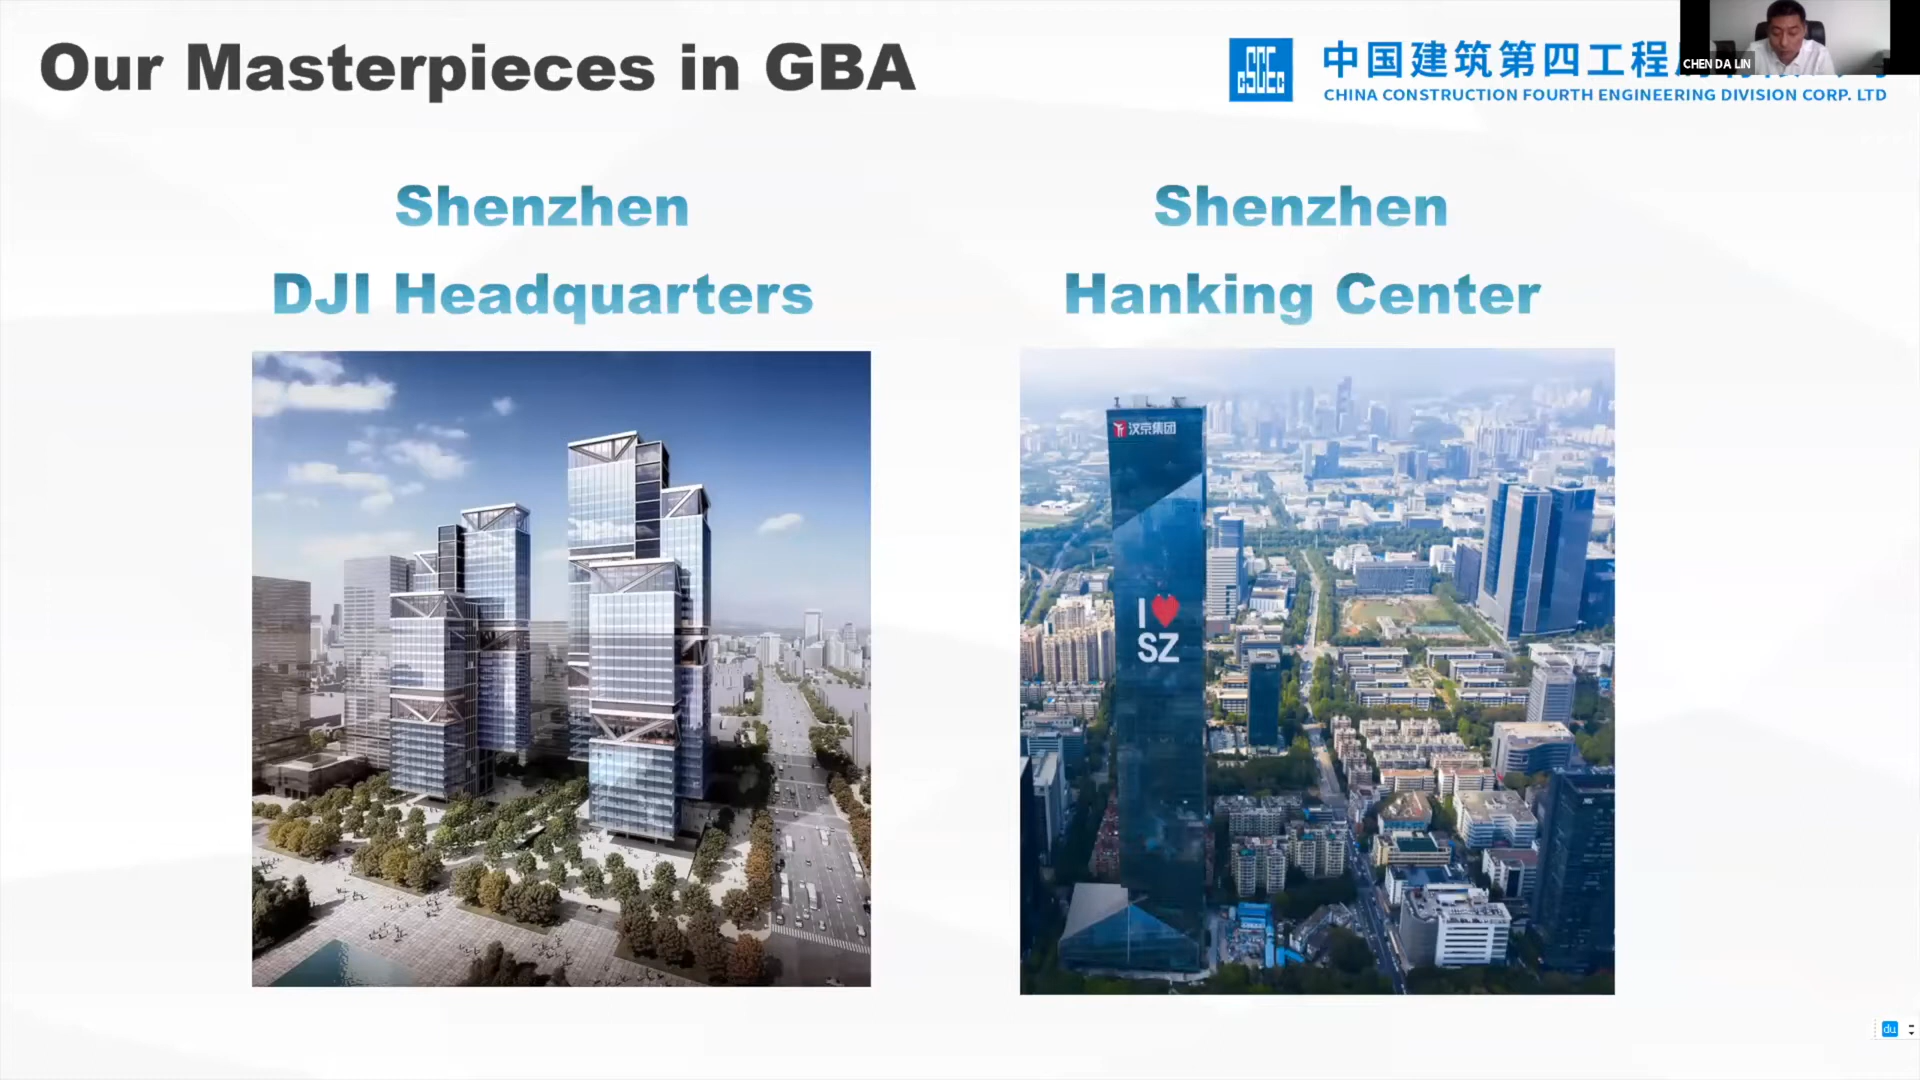 Our Masterpieces in GBA
CSCEC
中国建筑第四工程
CHEN DA LIN
CHINA CONSTRUCTION FOURTH ENGINEERING DIVISION CORP. LTD
Shenzhen
DJI Headquarters
Shenzhen
Hanking Center
汉京集团
I ♥
SZ
du